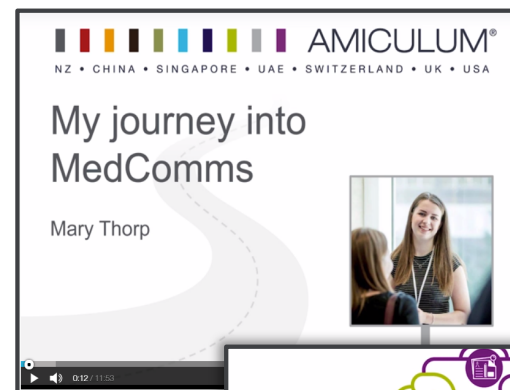 AMICULUM®
NZ • CHINA • SINGAPORE • UAE • SWITZERLAND • UK • USA
My journey into
MedComms
Mary Thorp
0:12 / 11:53